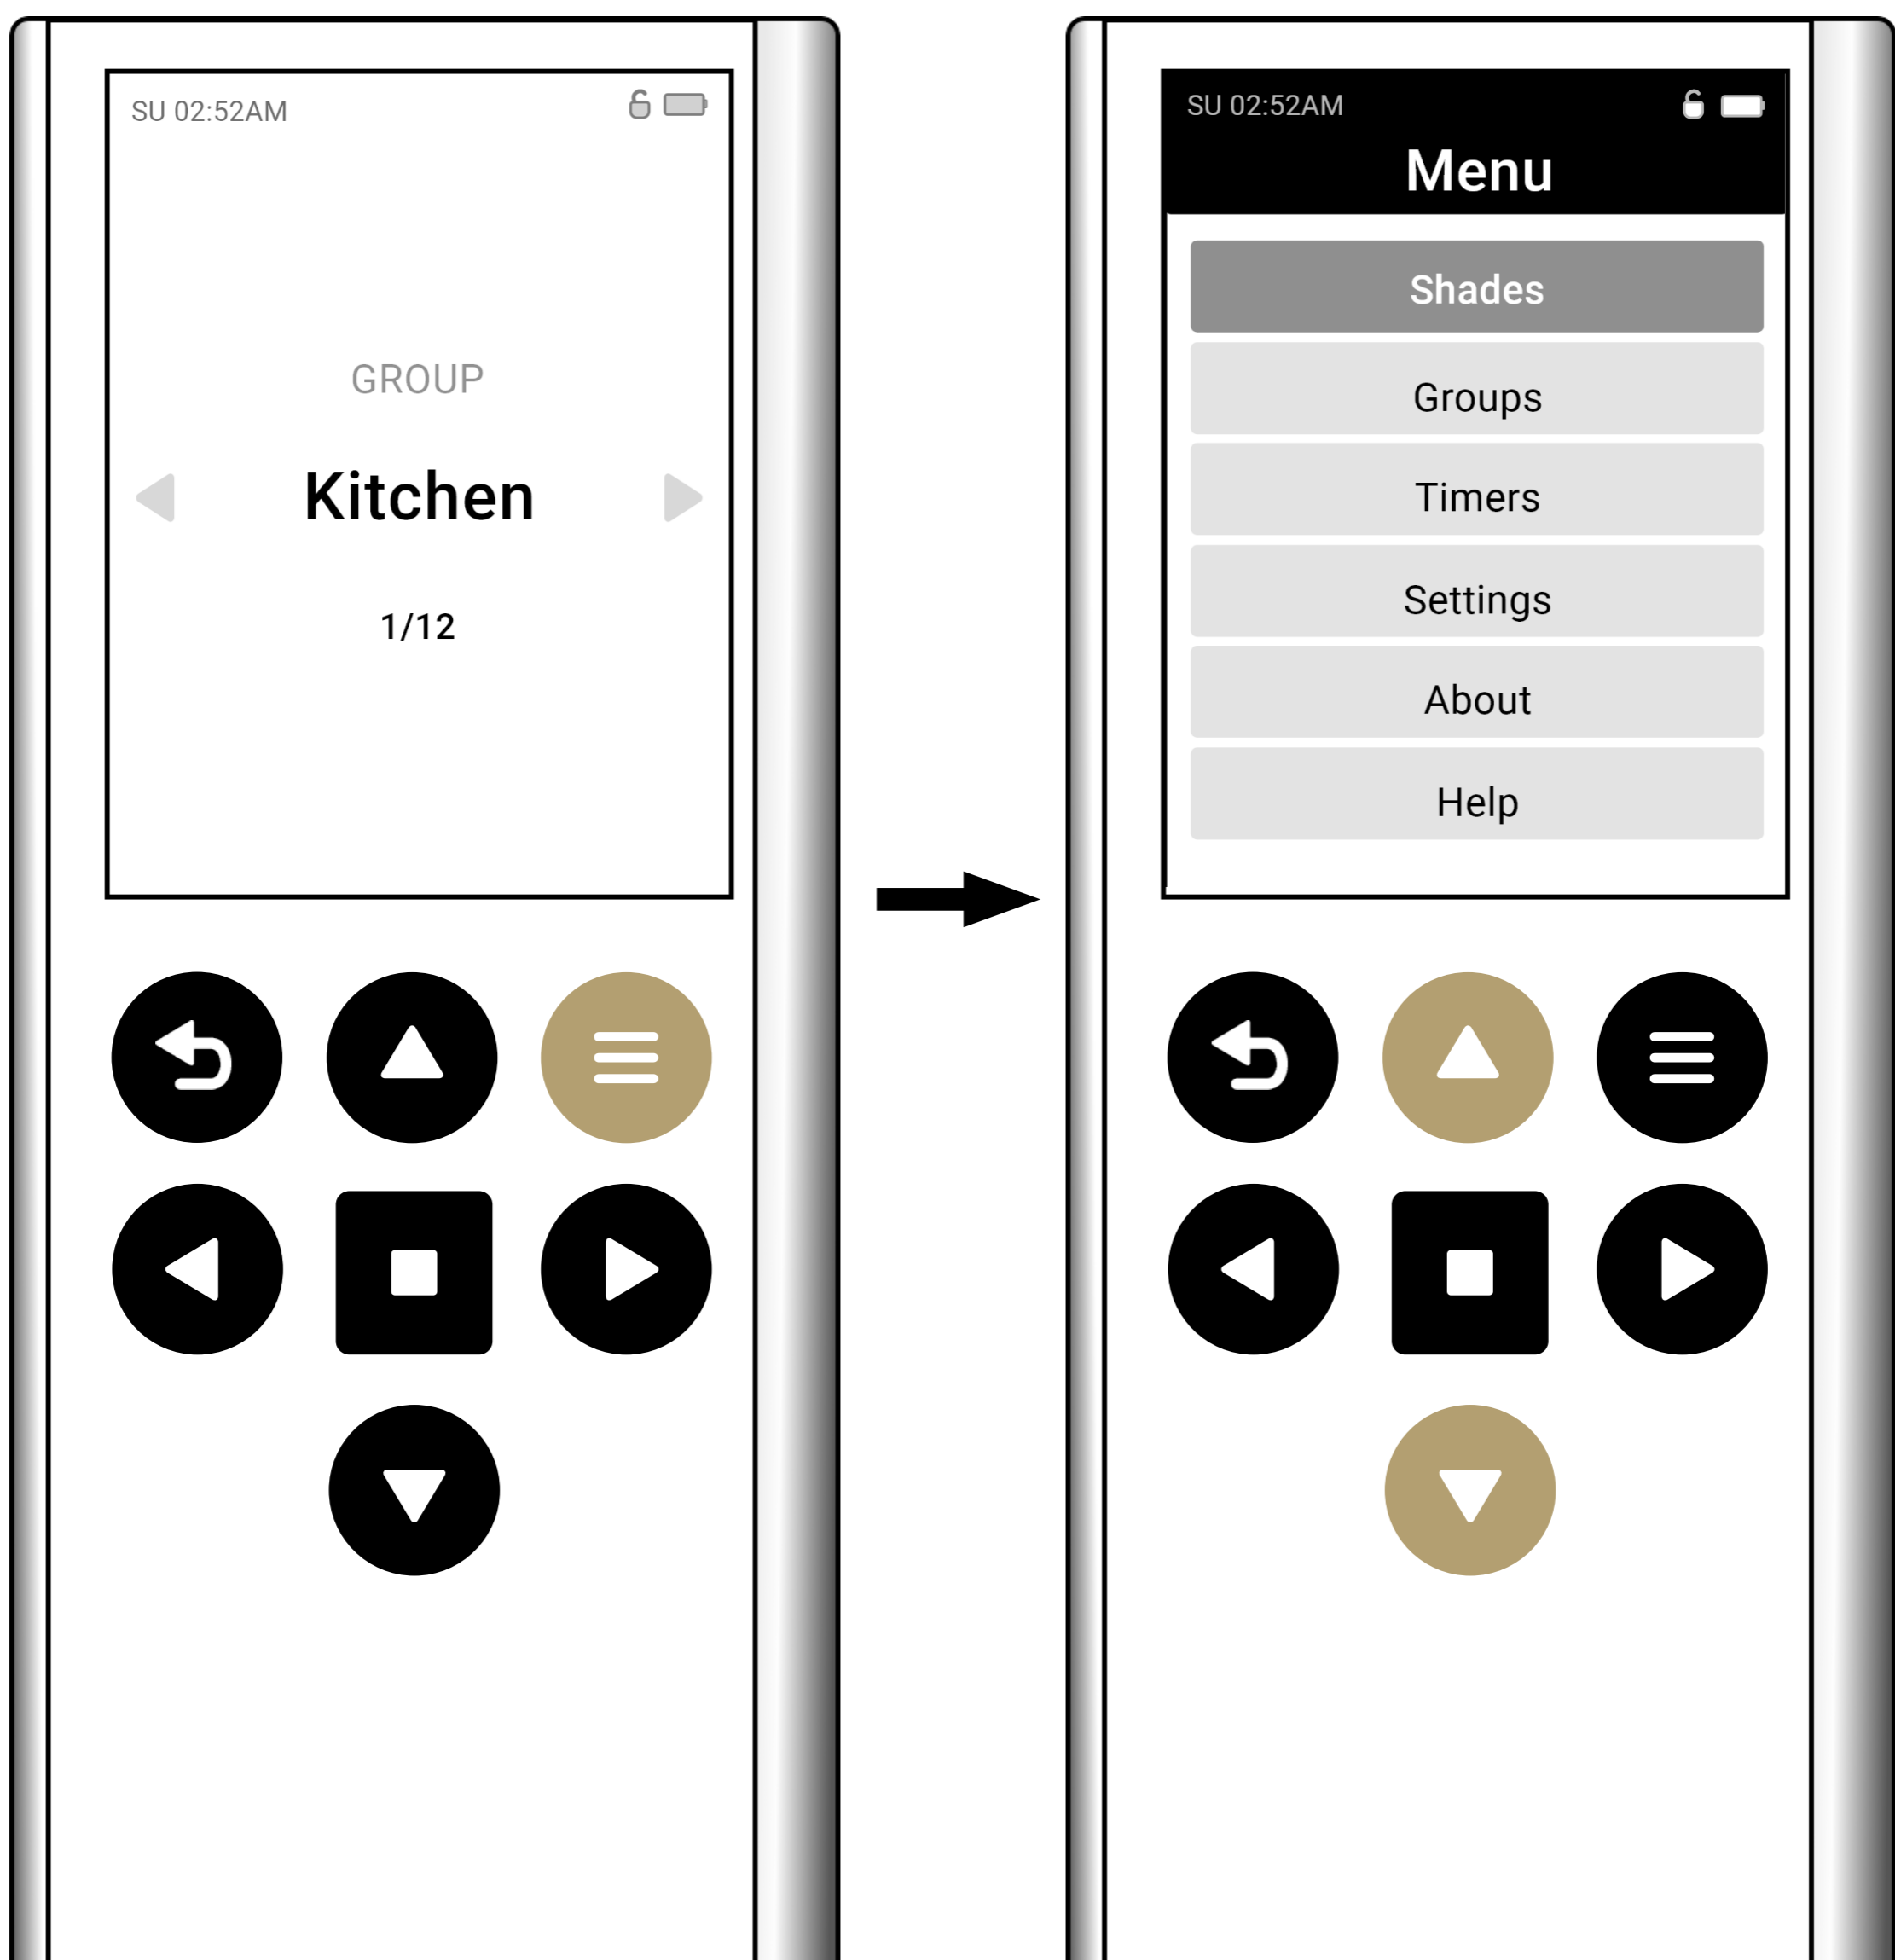 SU 02:52AM
GROUP
Kitchen
1/12
SU 02:52AM
Menu
Shades
Groups
Timers
Settings
About
Help